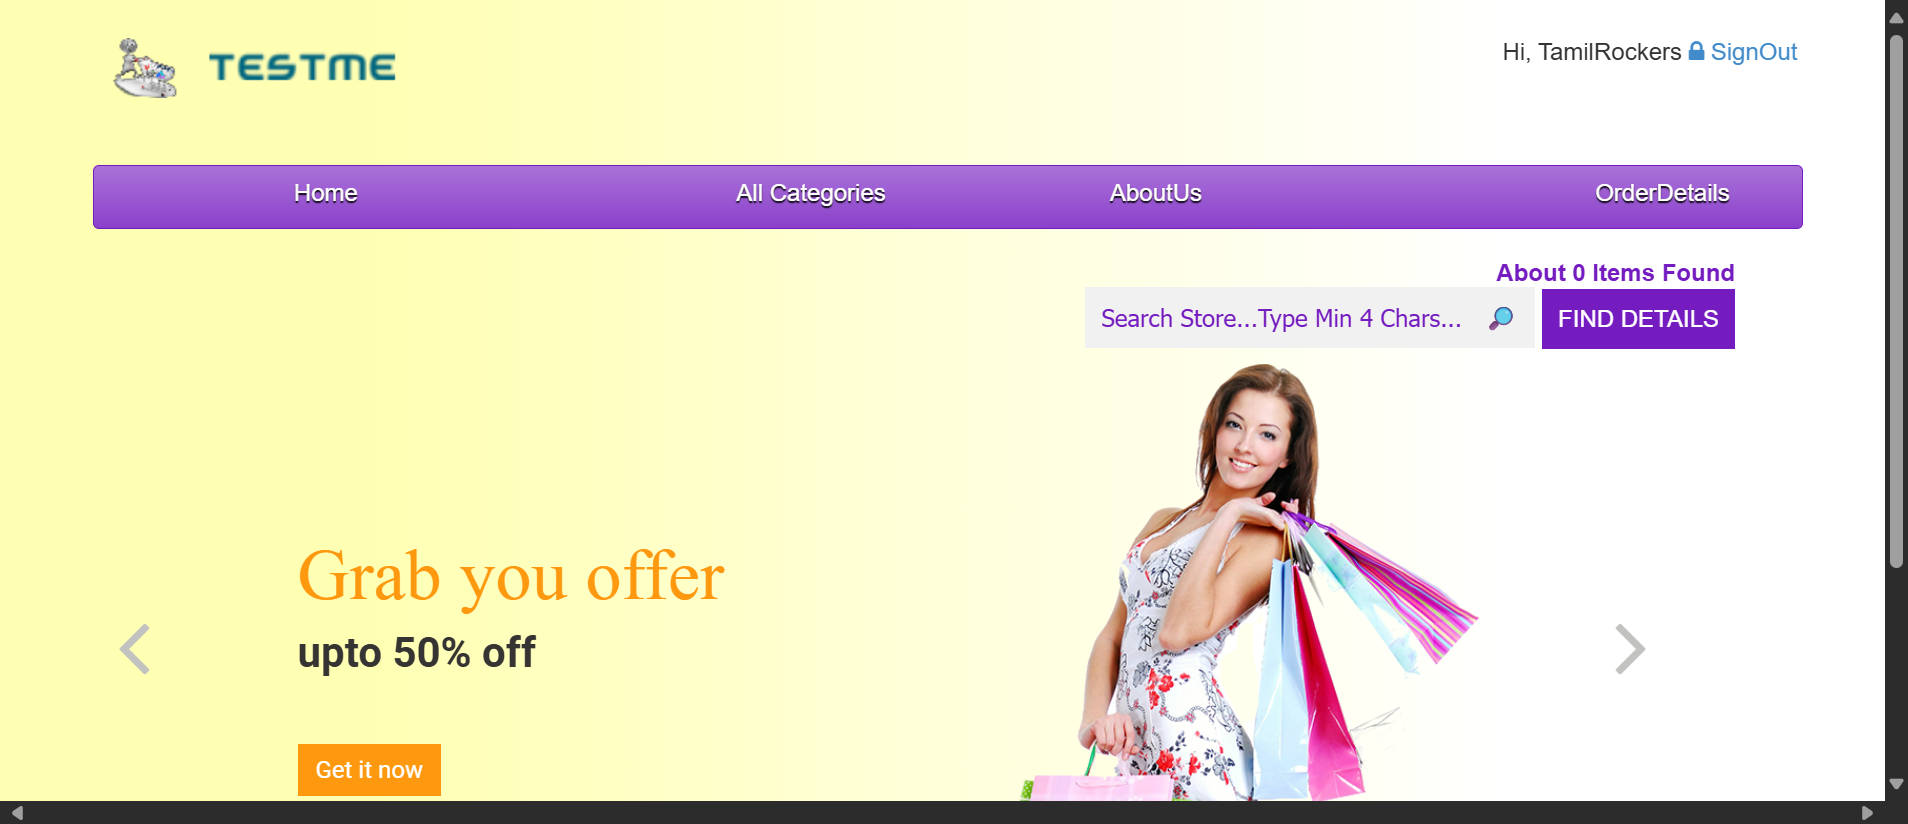 TESTME
Hi, TamilRockers SignOut
Home All Categories AboutUs OrderDetails
About 0 Items Found
Search Store...Type Min 4 Chars... FIND DETAILS
Grab you offer
upto 50% off
Get it now